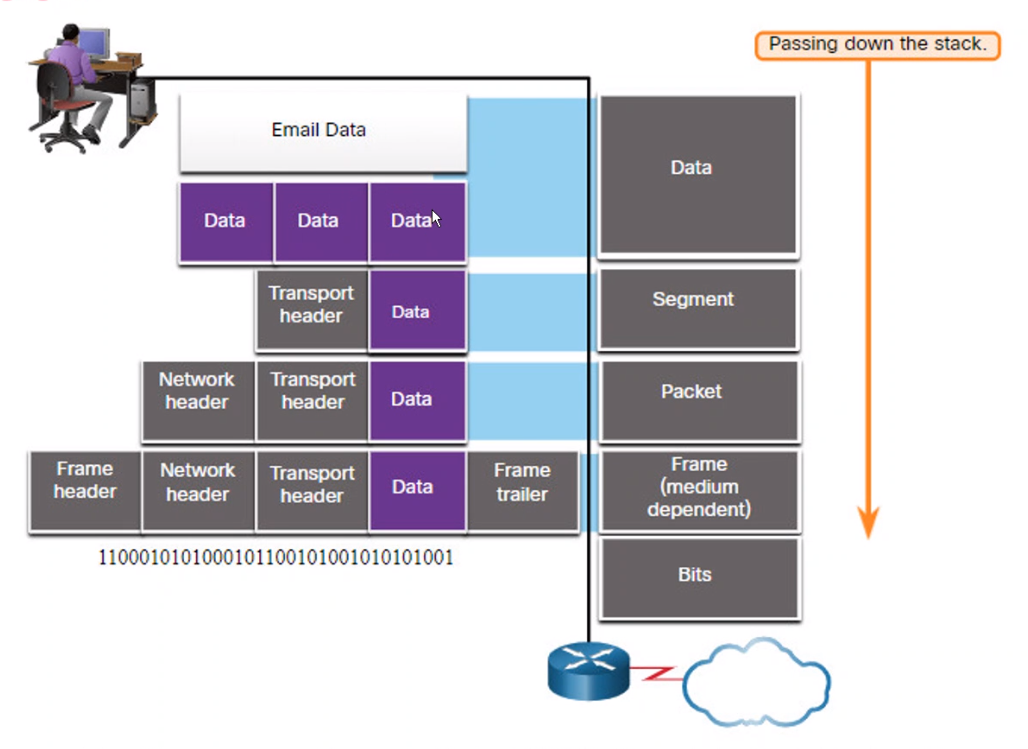 Passing down the stack.
Email Data
Data
Data
Data
Data
Transport
header
Data
Segment
Network
header
Transport
header
Data
Packet
Frame
header
Network
header
Transport
header
Data
Frame
trailer
Frame
(medium
dependent)
1100010101000101100101001010101001
Bits